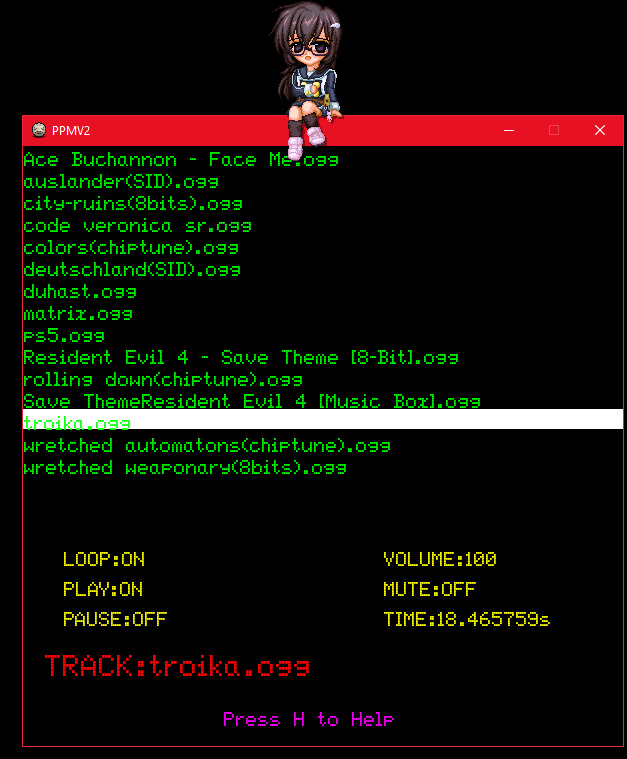 PPMV2
Ace Buchannon - Face Me.ogg
auslander(SID).ogg
city-ruins(8bits).ogg
code veronica sr.ogg
colors(chiptune).ogg
deutschland(SID).ogg
duhast.ogg
matrix.ogg
ps5.ogg
Resident Evil 4 - Save Theme [8-Bit].ogg
rolling down(chiptune).ogg
Save ThemeResident Evil 4 [Music Box].ogg
troika.ogg
wretched automatons(chiptune).ogg
wretched weaponary(8bits).ogg
LOOP:ON VOLUME:100
PLAY:ON MUTE:OFF
PAUSE:OFF TIME:18.465759s
TRACK:troika.ogg
Press H to Help